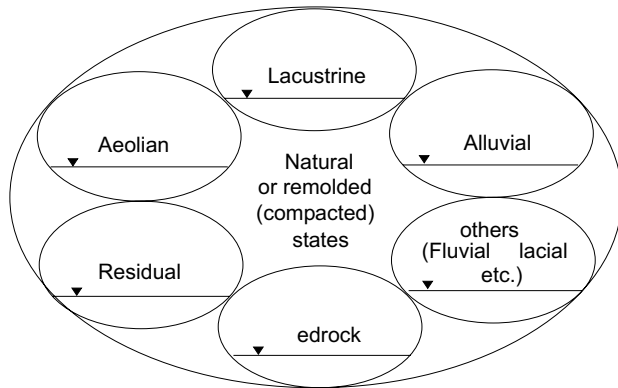 Lacustrine
Aeolian
Alluvial
Natural
or remolded
(compacted)
states
Residual
others
(Fluvial lacial
etc.)
edrock